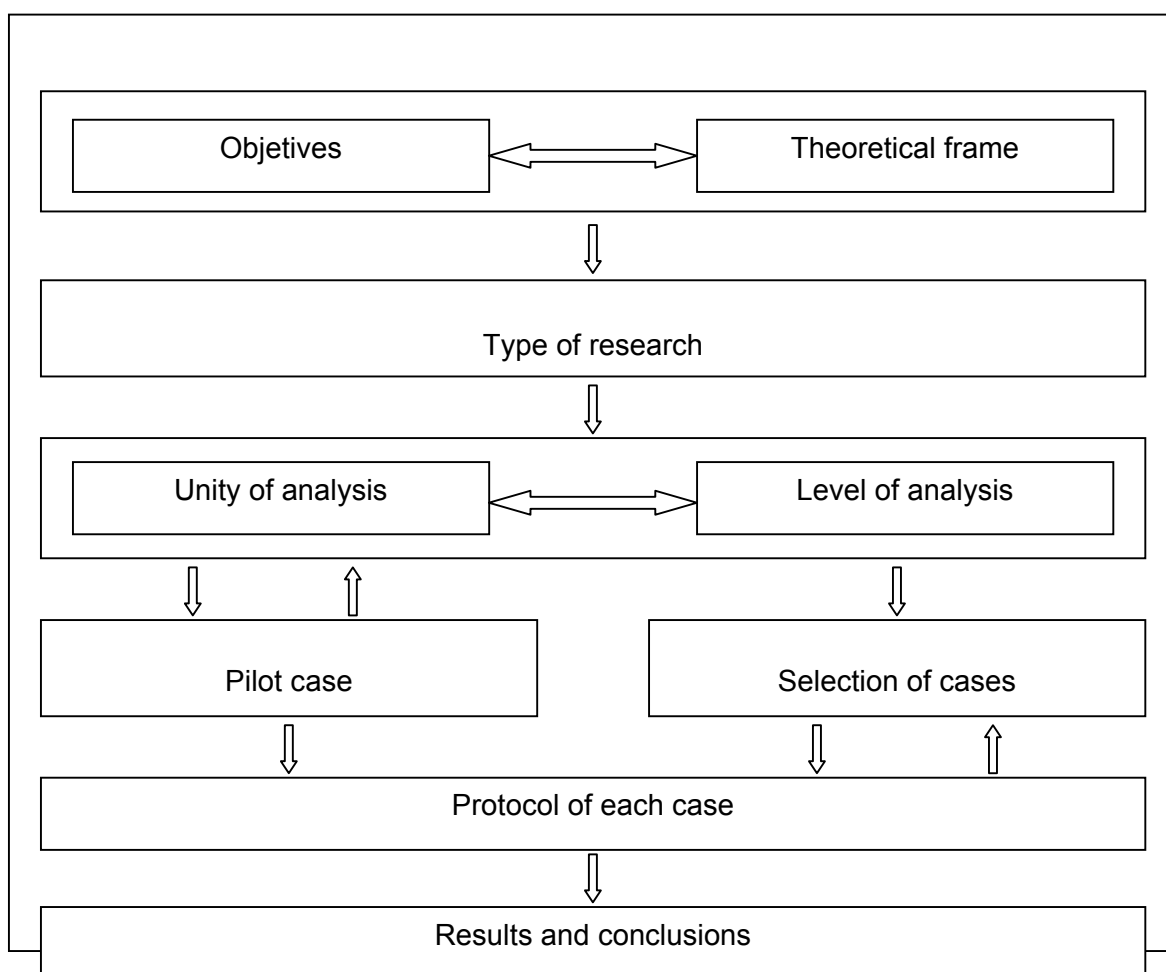 Objetives
Theoretical frame
Type of research
Unity of analysis
Level of analysis
Pilot case
Selection of cases
Protocol of each case
Results and conclusions